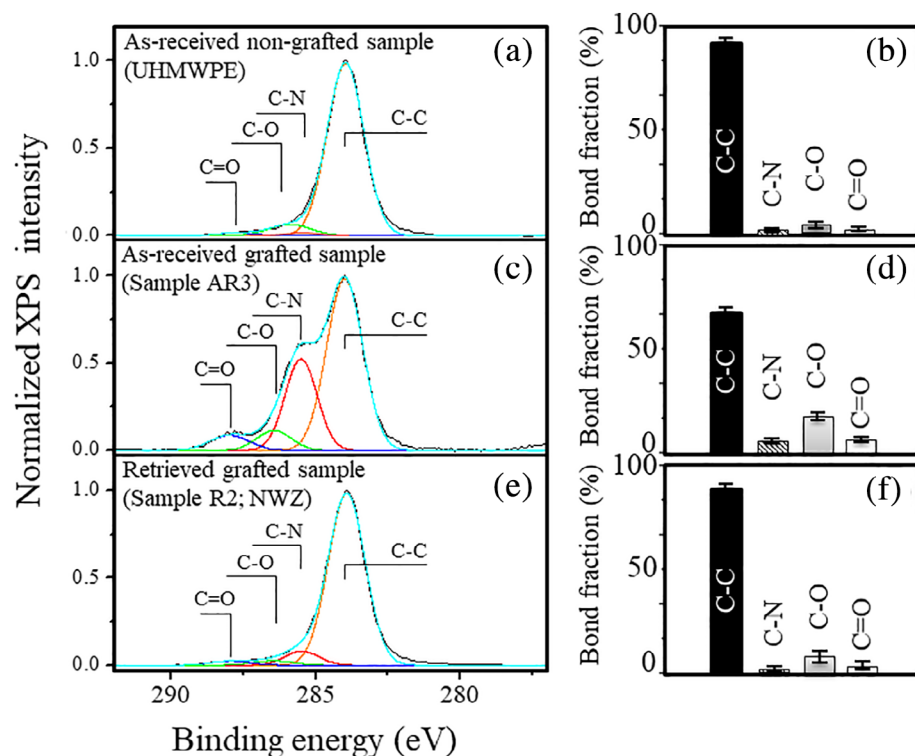 Normalized XPS intensity
As-received non-grafted sample
(UHMWPE)
(a)
C-N
C-O
C=O
C-C
1.0
0.5
0.0
As-received grafted sample
(Sample AR3)
(c)
C-N
C-O
C=O
C-C
1.0
0.5
0.0
Retrieved grafted sample
(Sample R2; NWZ)
(e)
C-N
C-O
C=O
C-C
1.0
0.5
0.0
290
285
280
Binding energy (eV)
Bond fraction (%)
100
50
0
(b)
C-C
C-N
C-O
C=O
Bond fraction (%)
100
50
0
(d)
C-C
C-N
C-O
C=O
Bond fraction (%)
100
50
0
(f)
C-C
C-N
C-O
C=O